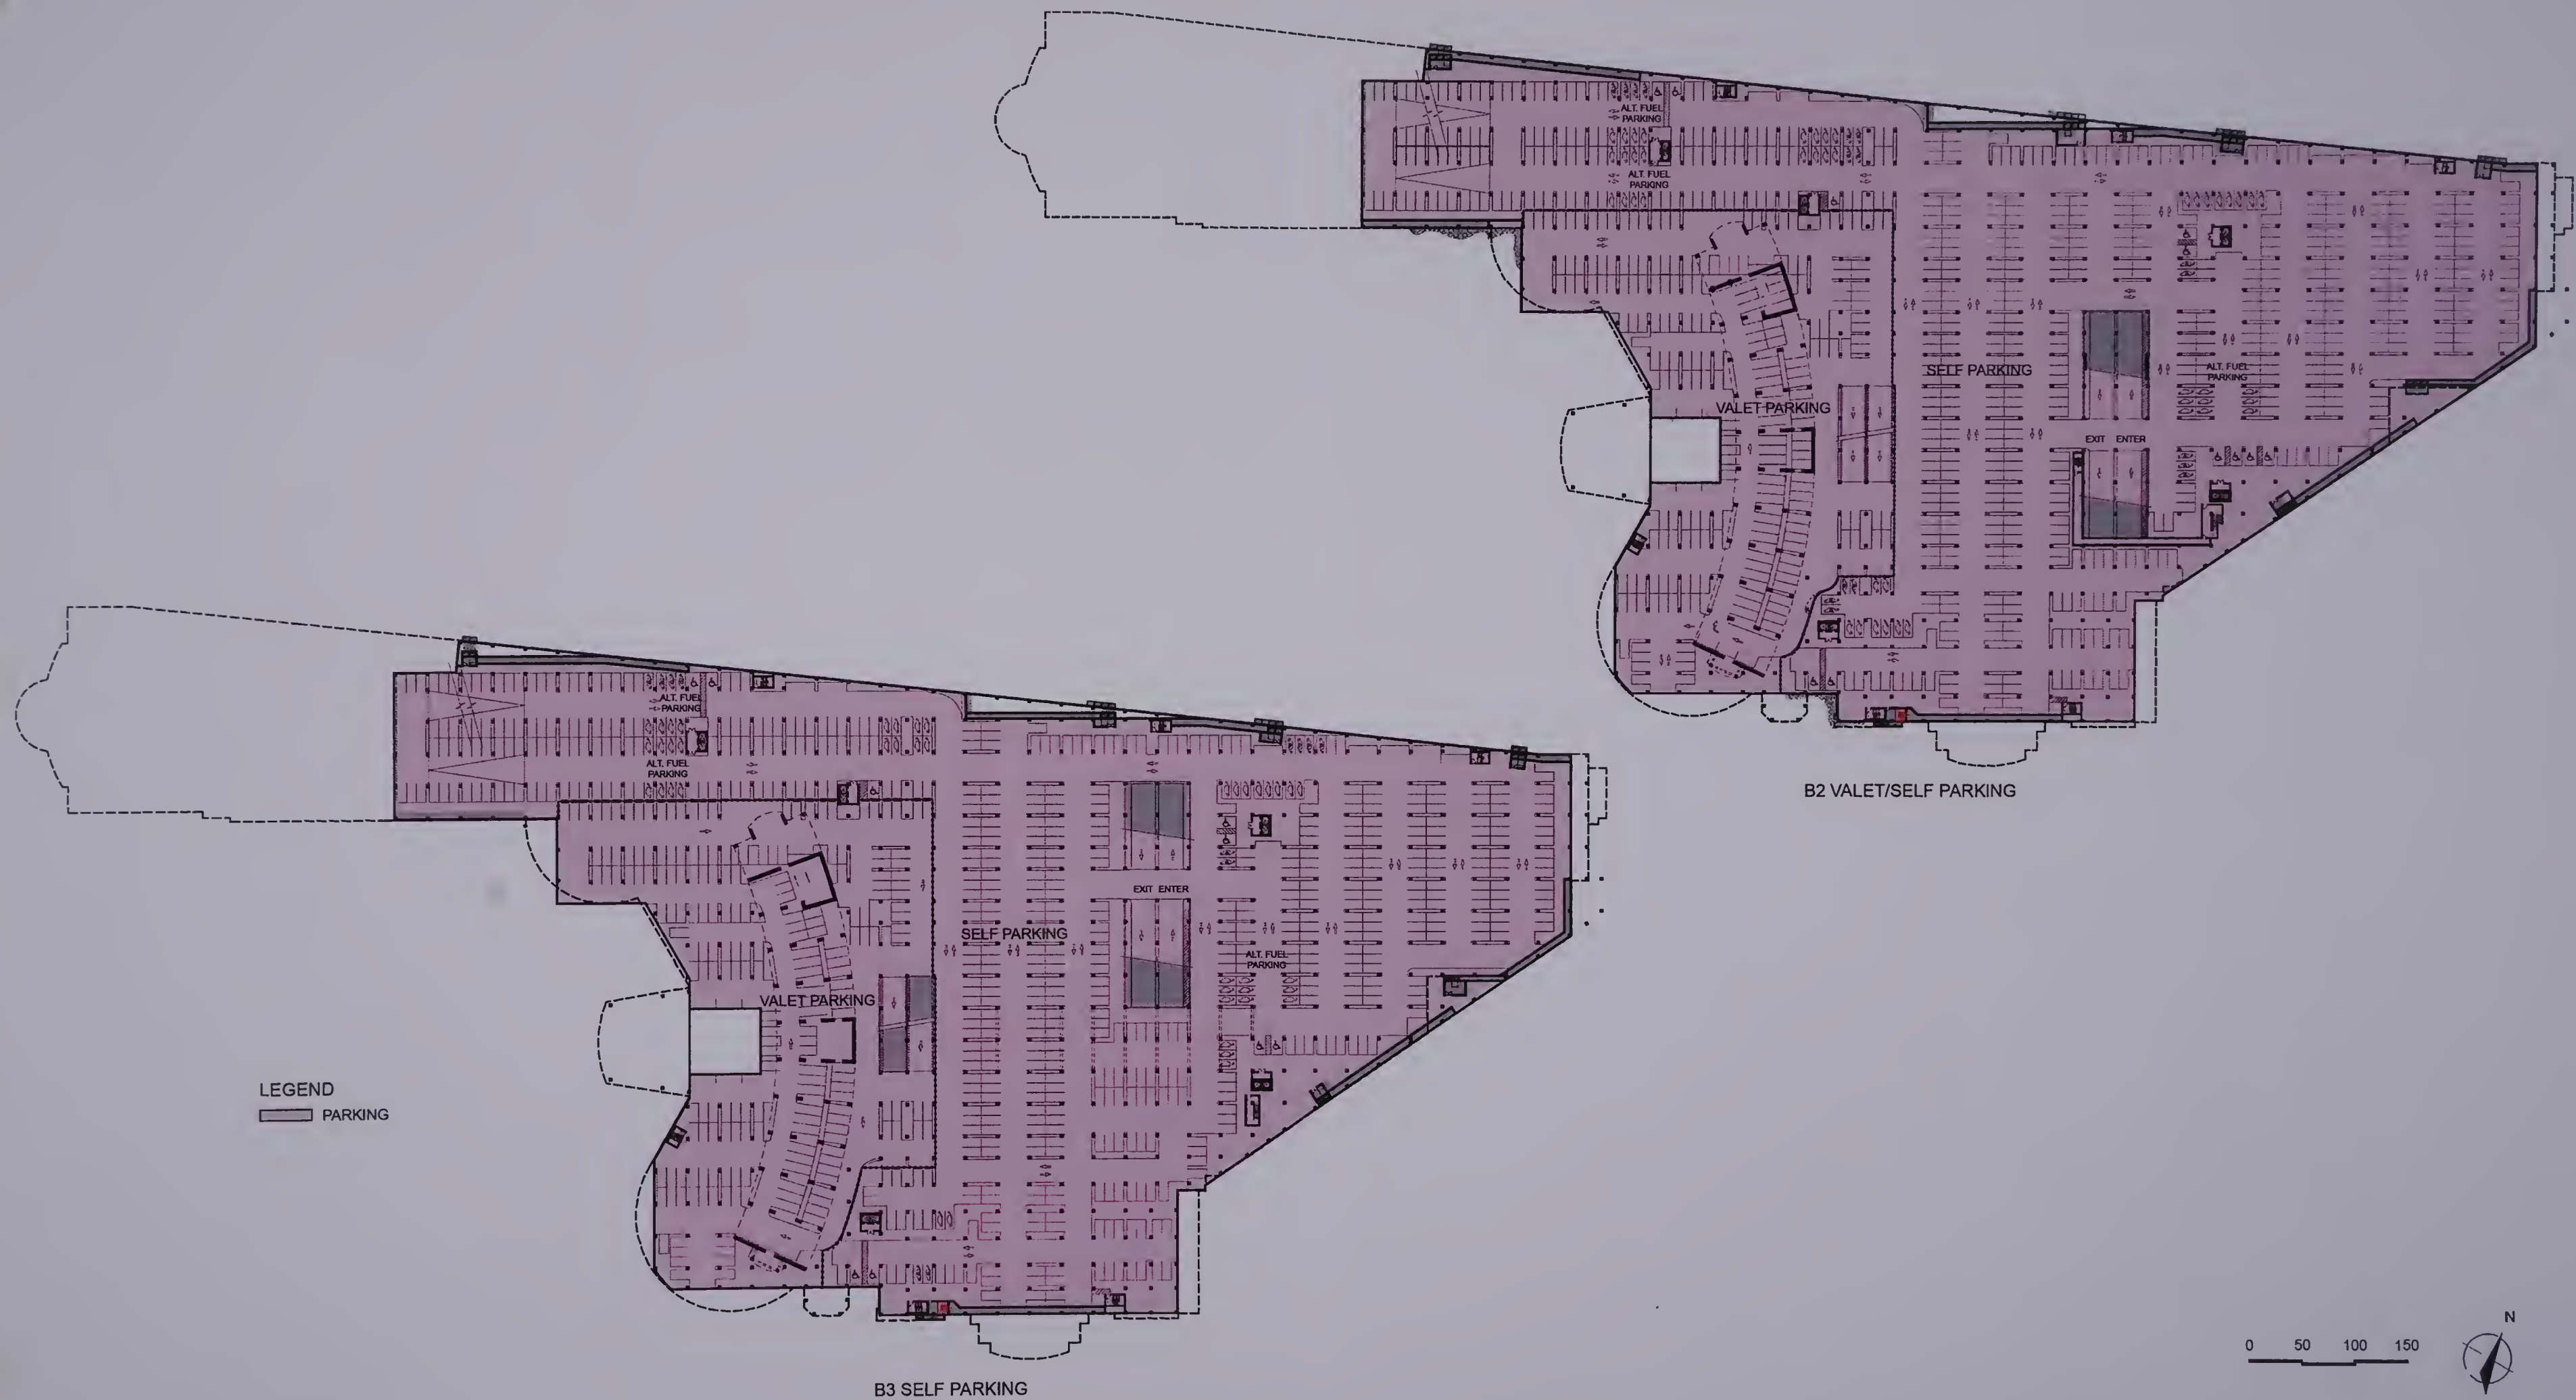 ALT. FUEL
PARKING
ALT. FUEL
PARKING
SELF PARKING
ALT. FUEL
PARKING
VALET PARKING
EXIT ENTER
B2 VALET/SELF PARKING
ALT. FUEL
PARKING
ALT. FUEL
PARKING
EXIT ENTER
SELF PARKING
ALT. FUEL
PARKING
VALET PARKING
LEGEND
PARKING
B3 SELF PARKING
0 50 100 150
N